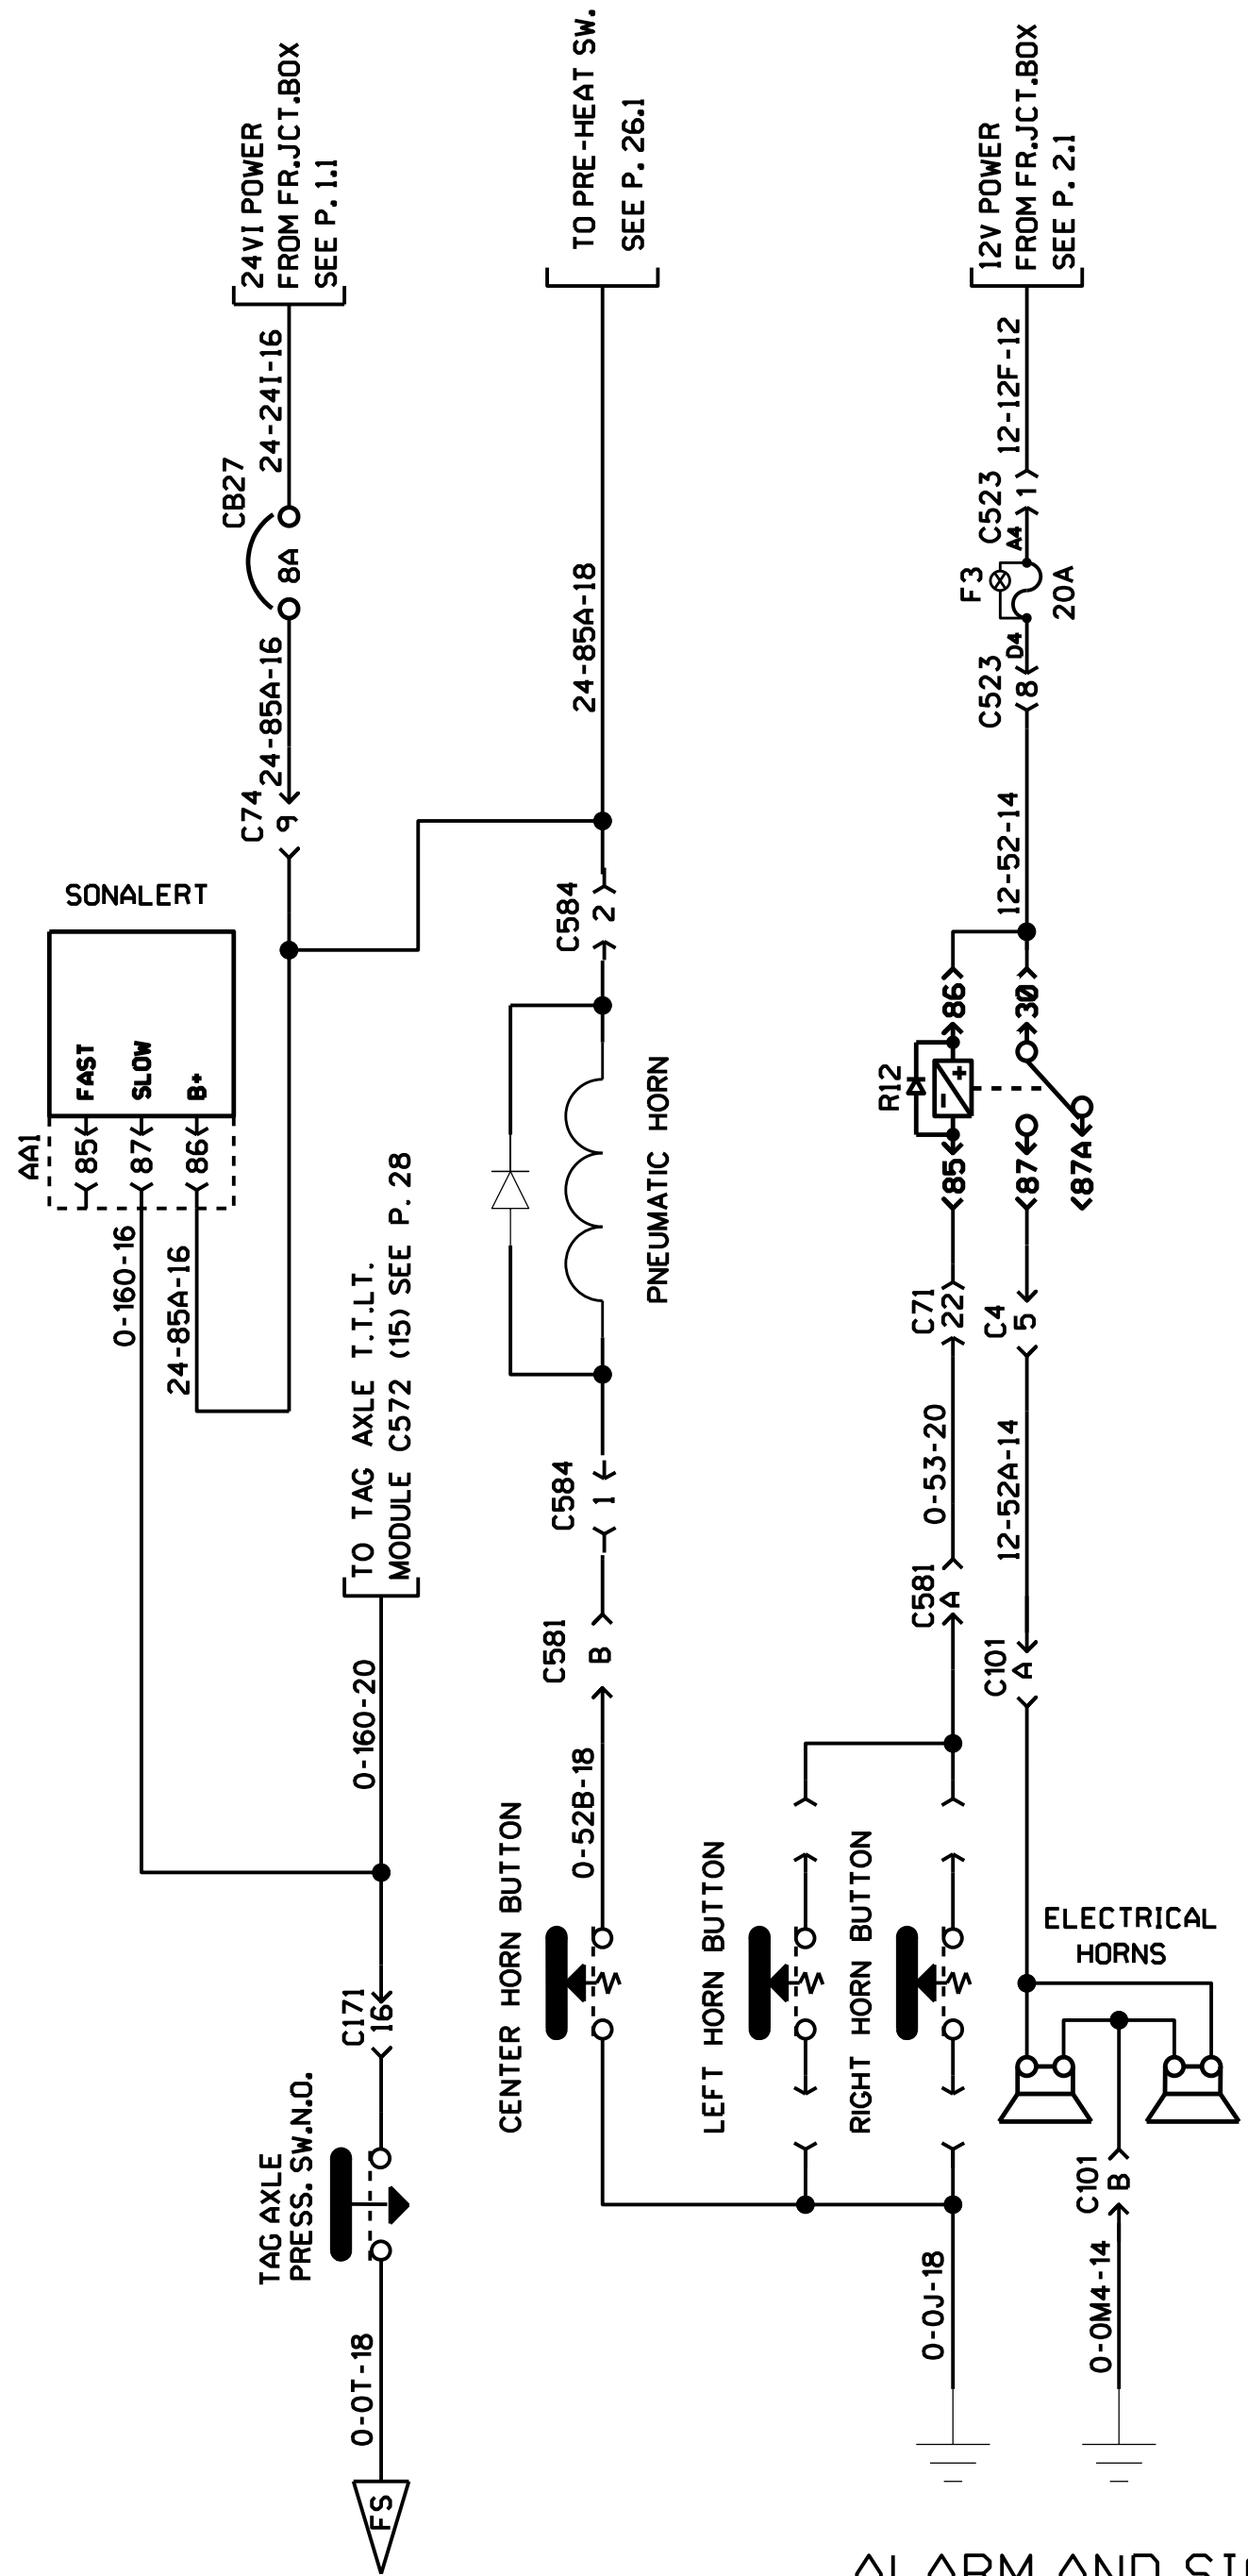 24VI POWER
FROM FR.JCT.BOX
SEE P. 1.1
24-24I-16
CB27
8A
24-85A-16
C74
9
SONALERT
FAST
SLOW
B+
AA1
85
87
86
0-160-16
24-85A-16
TO TAG AXLE T.T.LT.
MODULE C572 (15) SEE P. 28
0-160-20
C171
16
TAG AXLE
PRESS. SW.N.O.
0-0T-18
FS
TO PRE-HEAT SW.
SEE P. 26.1
24-85A-18
C584
2
PNEUMATIC HORN
C584
1
C581
B
0-52B-18
CENTER HORN BUTTON
LEFT HORN BUTTON
RIGHT HORN BUTTON
12V POWER
FROM FR.JCT.BOX
SEE P. 2.1
12-12F-12
C523
1
A4
F3
20A
D4
C523
8
12-52-14
86
30
R12
+
-
85
87
87A
C71
22
C4
5
0-53-20
12-52A-14
C581
A
C101
A
ELECTRICAL
HORNS
C101
B
0-0J-18
0-0M4-14
ALARM AND